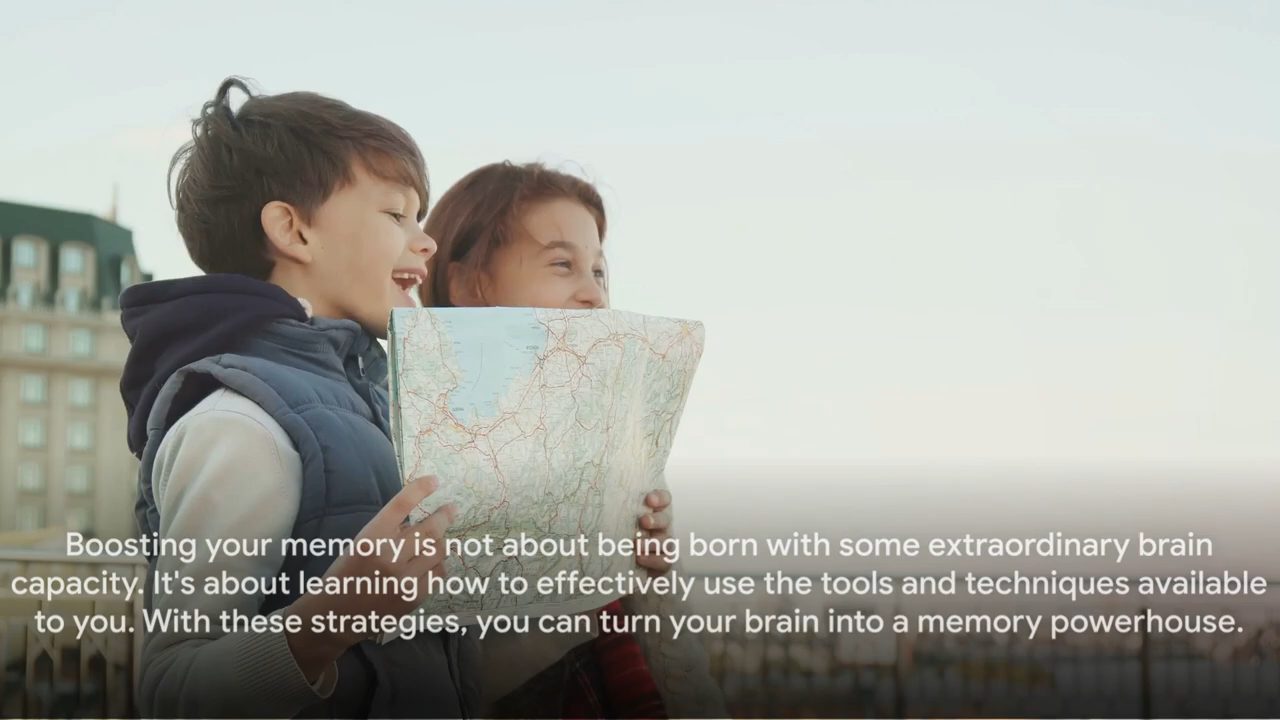 Boosting your memory is not about being born with some extraordinary brain
capacity. It's about learning how to effectively use the tools and techniques available
to you. With these strategies, you can turn your brain into a memory powerhouse.